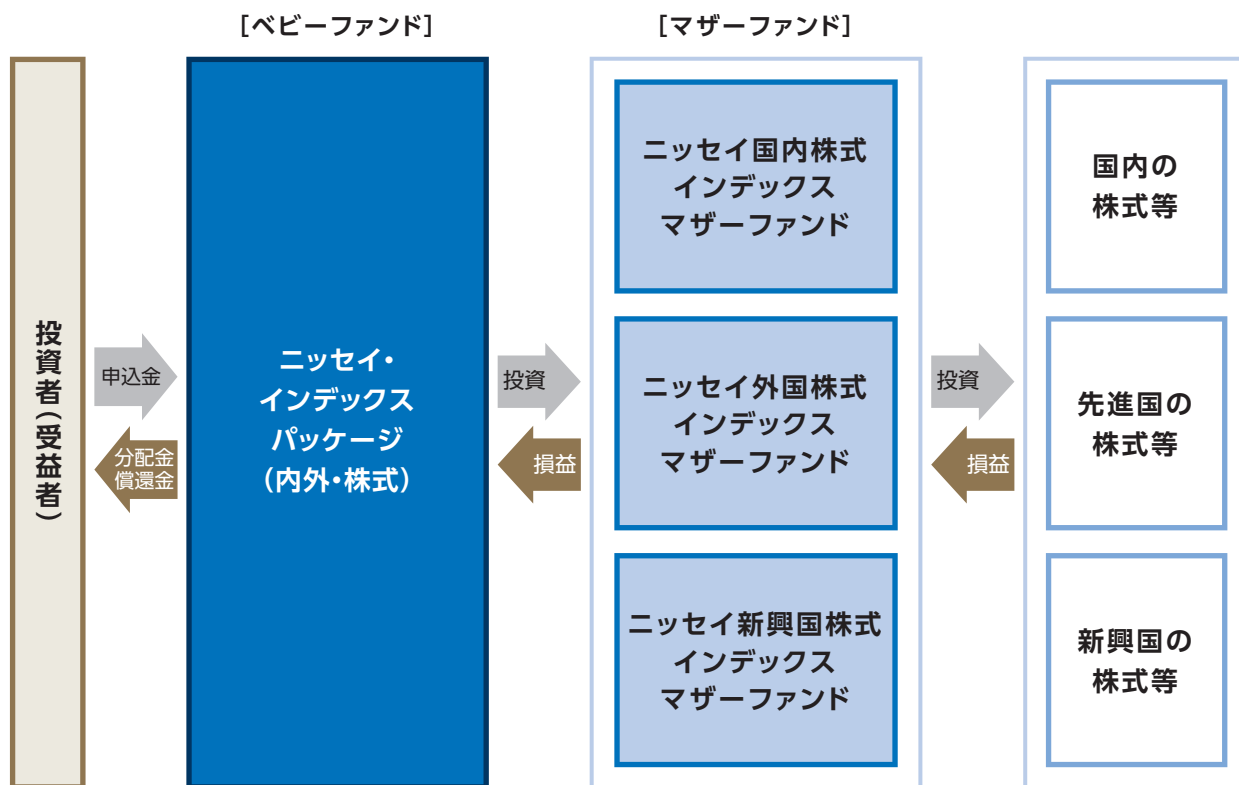 ［ベビーファンド］
［マザーファンド］
投資者（受益者）
申込金
分配金
償還金
ニッセイ・
インデックス
パッケージ
（内外・株式）
投資
損益
ニッセイ国内株式
インデックス
マザーファンド
ニッセイ外国株式
インデックス
マザーファンド
ニッセイ新興国株式
インデックス
マザーファンド
投資
損益
国内の
株式等
先進国の
株式等
新興国の
株式等